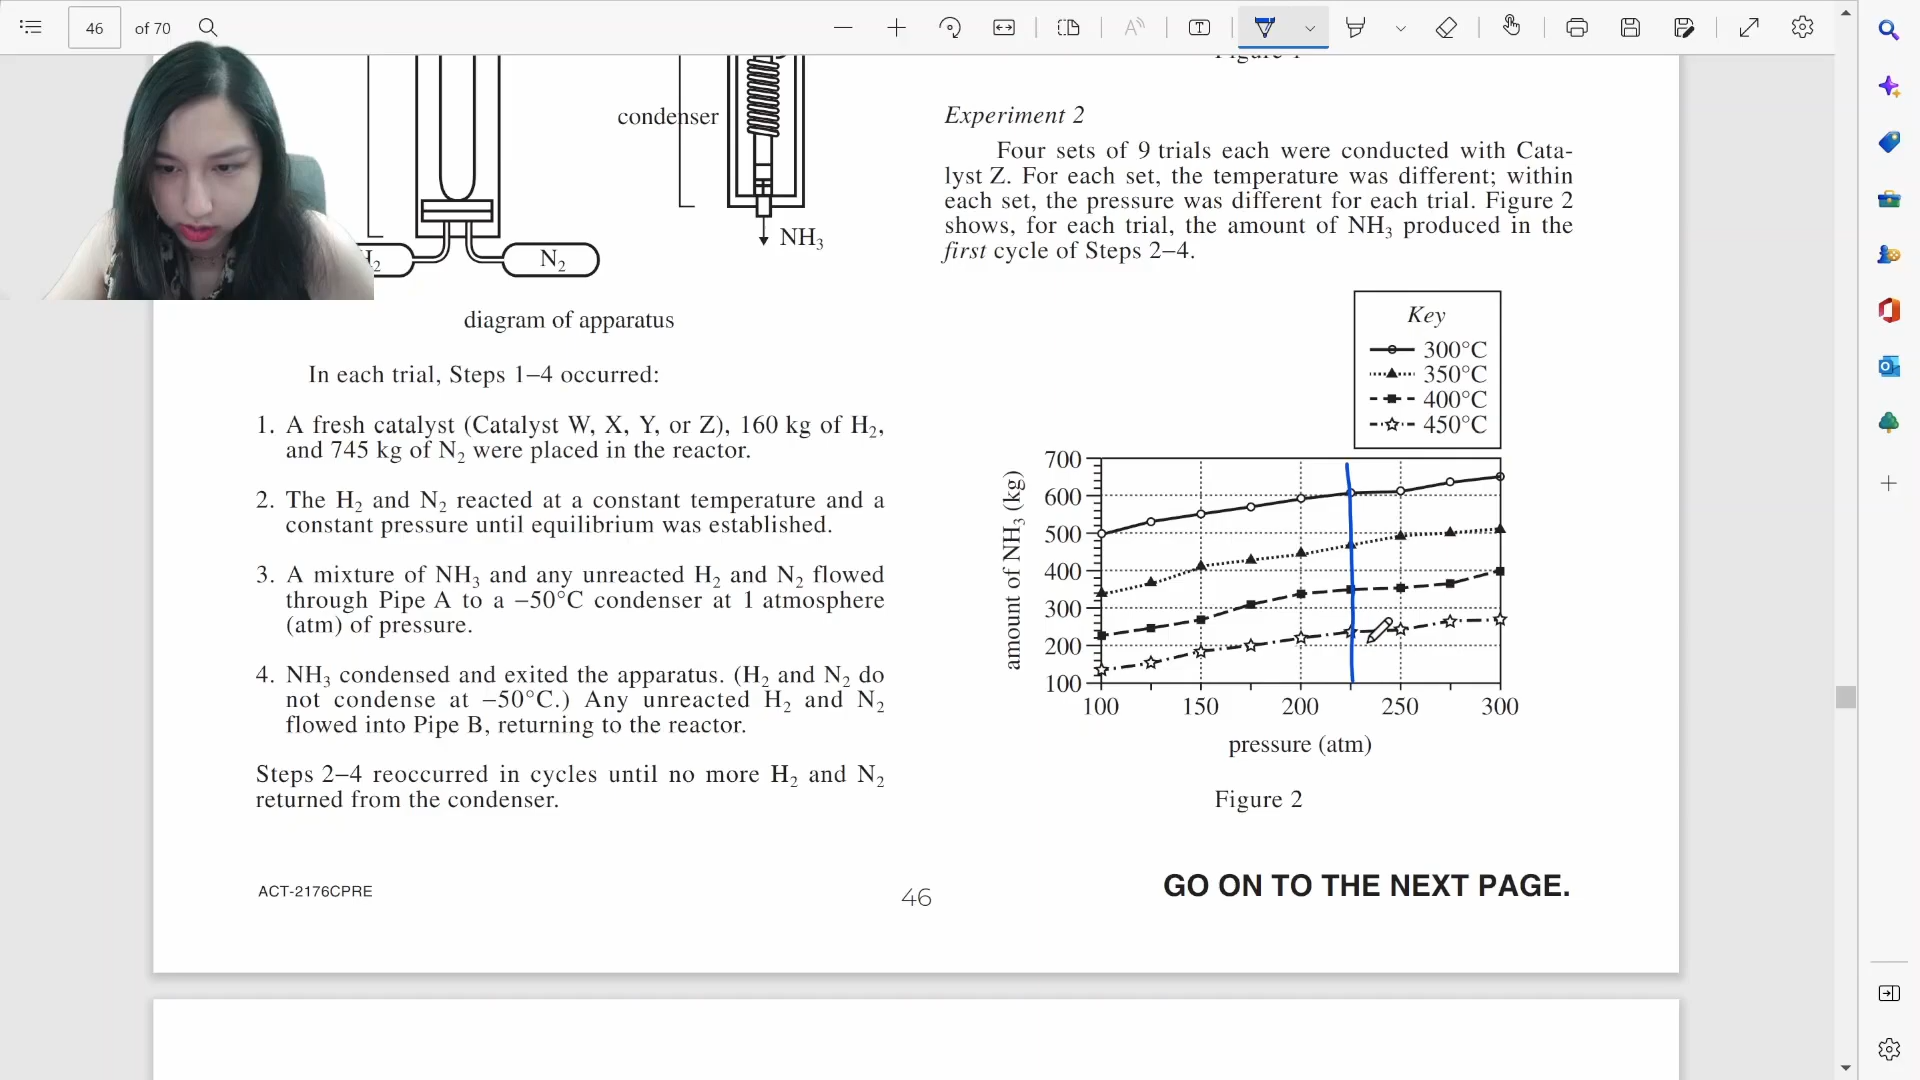 46
of 70
condenser
NH3
H2
N2
diagram of apparatus
In each trial, Steps 1–4 occurred:
1. A fresh catalyst (Catalyst W, X, Y, or Z), 160 kg of H2,
and 745 kg of N2 were placed in the reactor.
2. The H2 and N2 reacted at a constant temperature and a
constant pressure until equilibrium was established.
3. A mixture of NH3 and any unreacted H2 and N2 flowed
through Pipe A to a −50°C condenser at 1 atmosphere
(atm) of pressure.
4. NH3 condensed and exited the apparatus. (H2 and N2 do
not condense at −50°C.) Any unreacted H2 and N2
flowed into Pipe B, returning to the reactor.
Steps 2–4 reoccurred in cycles until no more H2 and N2
returned from the condenser.
Experiment 2
Four sets of 9 trials each were conducted with Cata-
lyst Z. For each set, the temperature was different; within
each set, the pressure was different for each trial. Figure 2
shows, for each trial, the amount of NH3 produced in the
first cycle of Steps 2–4.
Key
300°C
350°C
400°C
450°C
amount of NH3 (kg)
700
600
500
400
300
200
100
100 150 200 250 300
pressure (atm)
Figure 2
ACT-2176CPRE
46
GO ON TO THE NEXT PAGE.